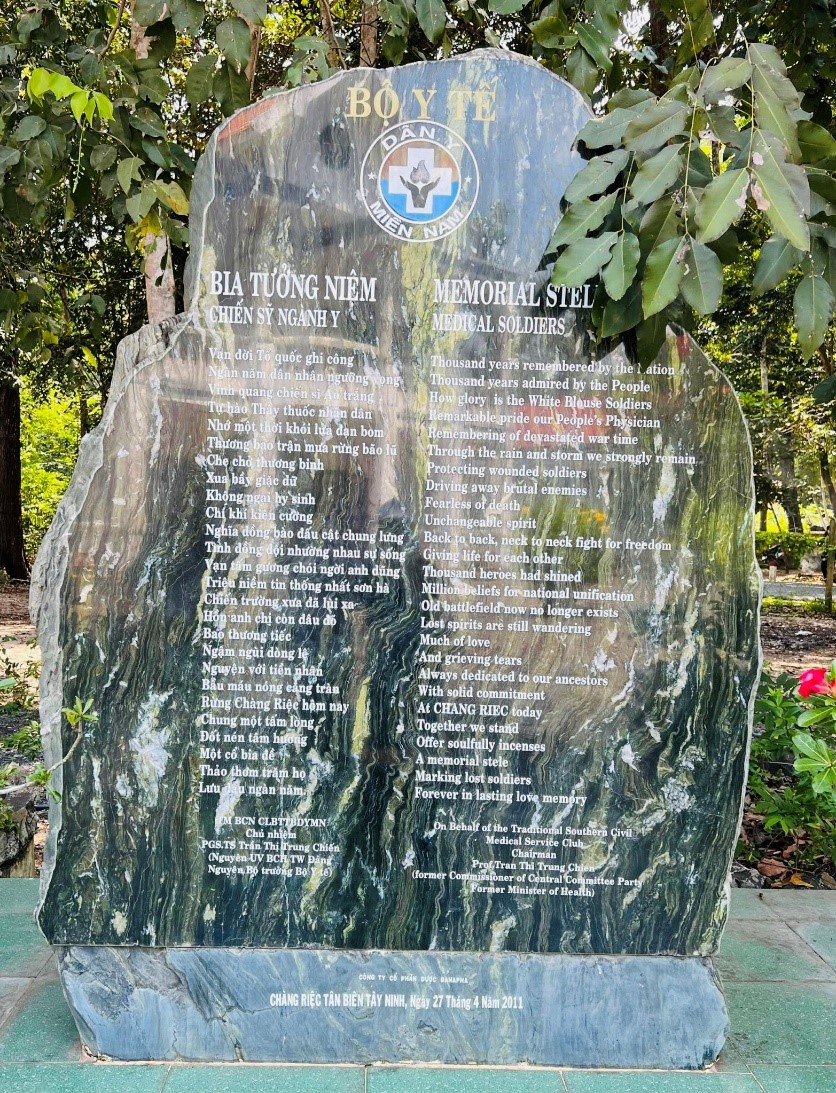 BỘ Y TẾ
DÂN Y
MIỀN NAM
BIA TƯỞNG NIỆM
CHIẾN SỸ NGÀNH Y
Vạn đời Tổ quốc ghi công
Ngàn năm dân nhân ngưỡng
Vinh quang chiến sĩ Áo trắng
Tự hào Thầy thuốc nhân dân
Nhớ một thời khói lửa đạn bom
Thương bao trận mưa rừng bão lũ
Che chở thương binh
Xua bầy giặc dữ
Không ngại hy sinh
Chí khí kiên cường
Nghĩa đồng bào đấu cật chung lưng
Tình đồng đội nhường nhau sự sống
Vạn tấm gương chói ngời anh dũng
Triệu niềm tin thống nhất sơn hà
Chiến trường xưa đã lùi xa
Hồn anh chị còn đâu đó
Bao thương tiếc
Ngậm ngùi dòng lệ
Nguyện với tiền nhân
Bầu máu nóng căng tràn
Rừng Chàng Riệc hôm nay
Chung một tấm lòng
Đốt nén tâm hương
Một cỗ bia đề
Thảo thơm trăm họ
Lưu dấu ngàn năm
TM BCN CLBTTBDYMN
Chủ nhiệm
PGS.TS Trần Thị Trung Chiến
(Nguyên UV BCH TW Đảng
Nguyên Bộ trưởng Bộ Y tế)
MEMORIAL STEL
MEDICAL SOLDIERS
Thousand years remembered by the Nation
Thousand years admired by the People
How glory is the White Blouse Soldiers
Remarkable pride our People's Physician
Remembering of devastated war time
Through the rain and storm we strongly remain
Protecting wounded soldiers
Driving away brutal enemies
Fearless of death
Unchangeable spirit
Back to back, neck to neck fight for freedom
Giving life for each other
Thousand heroes had shined
Million beliefs for national unification
Old battlefield now no longer exists
Lost spirits are still wandering
Much of love
And grieving tears
Always dedicated to our ancestors
With solid commitment
At CHANG RIEC today
Together we stand
Offer soulfully incenses
A memorial stele
Marking lost soldiers
Forever in lasting love memory
On Behalf of the Traditional Southern Civil
Medical Service Club
Chairman
Prof.Tran Thi Trung Chien
(former Commissioner of Central Committee Party
Former Minister of Health)
CÔNG TY CỔ PHẦN DƯỢC DANAPHA
CHÀNG RIỆC TÂN BIÊN TÂY NINH, Ngày 27 Tháng 4 Năm 2011